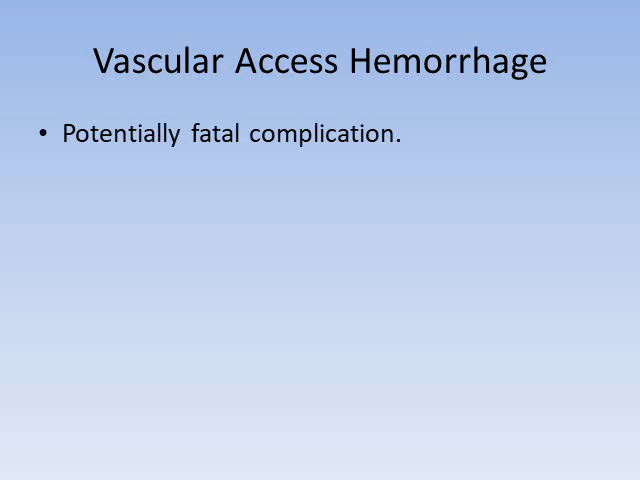 Vascular Access Hemorrhage
• Potentially fatal complication.